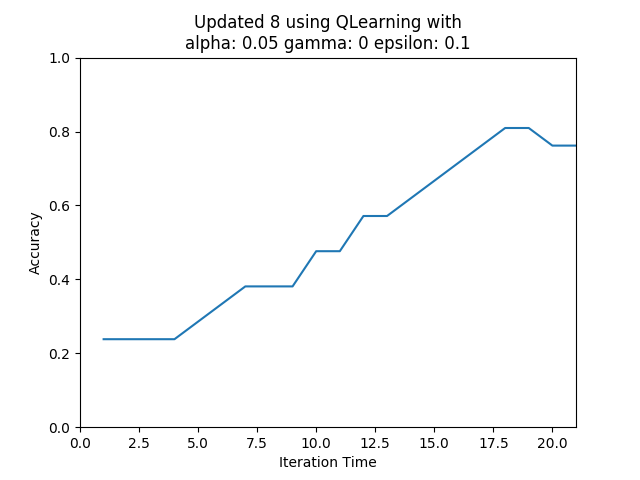 Updated 8 using QLearning with
alpha: 0.05 gamma: 0 epsilon: 0.1
1.0
0.8
0.6
0.4
0.2
0.0
Accuracy
0.0 2.5 5.0 7.5 10.0 12.5 15.0 17.5 20.0
Iteration Time